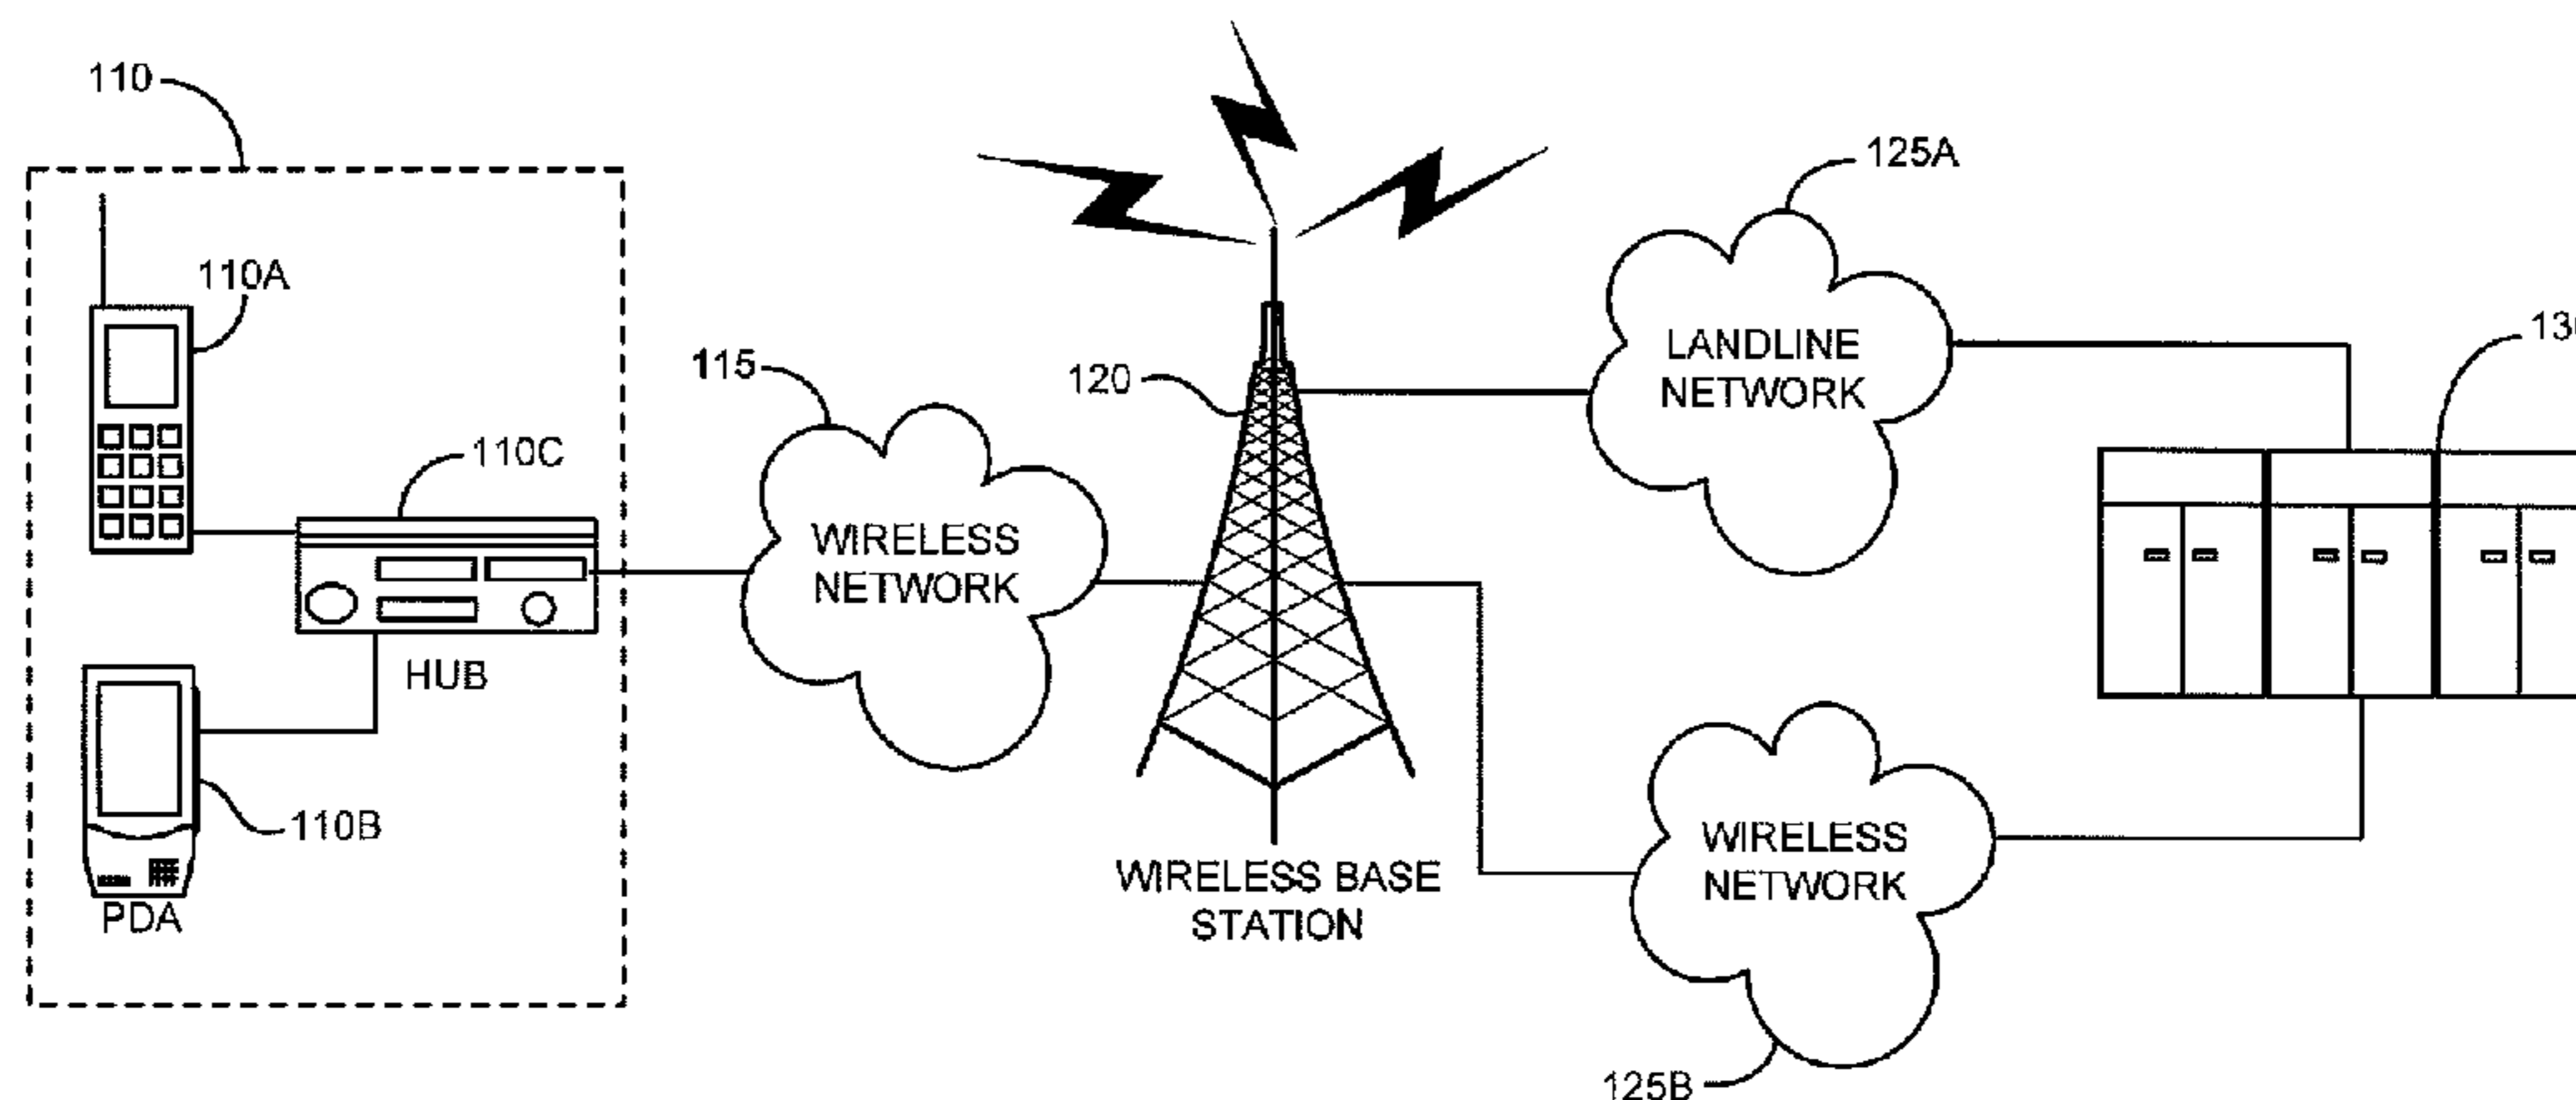 110
110A
110C
HUB
110B
PDA
115
WIRELESS
NETWORK
120
WIRELESS BASE
STATION
125A
LANDLINE
NETWORK
WIRELESS
NETWORK
125B